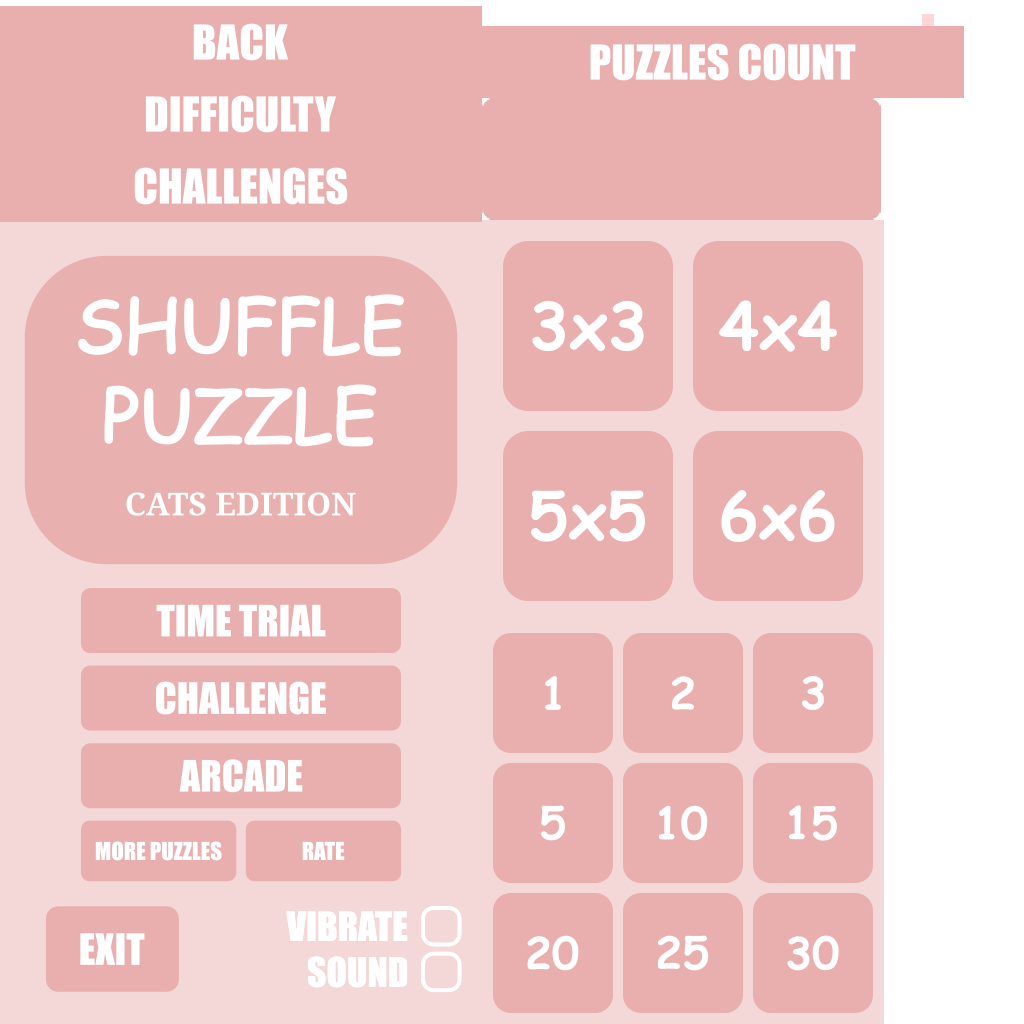 BACK
DIFFICULTY
CHALLENGES
SHUFFLE
PUZZLE
CATS EDITION
TIME TRIAL
CHALLENGE
ARCADE
MORE PUZZLES RATE
EXIT
VIBRATE
SOUND
PUZZLES COUNT
3x3 4x4
5x5 6x6
1 2 3
5 10 15
20 25 30